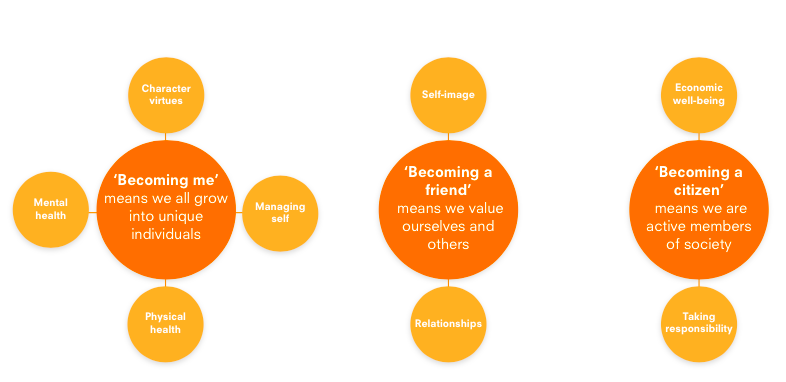 Character
virtues
Mental
health
‘Becoming me’
means we all grow
into unique
individuals
Managing
self
Physical
health
Self-image
‘Becoming a
friend’
means we value
ourselves and
others
Relationships
Economic
well-being
‘Becoming a
citizen’
means we are
active members
of society
Taking
responsibility